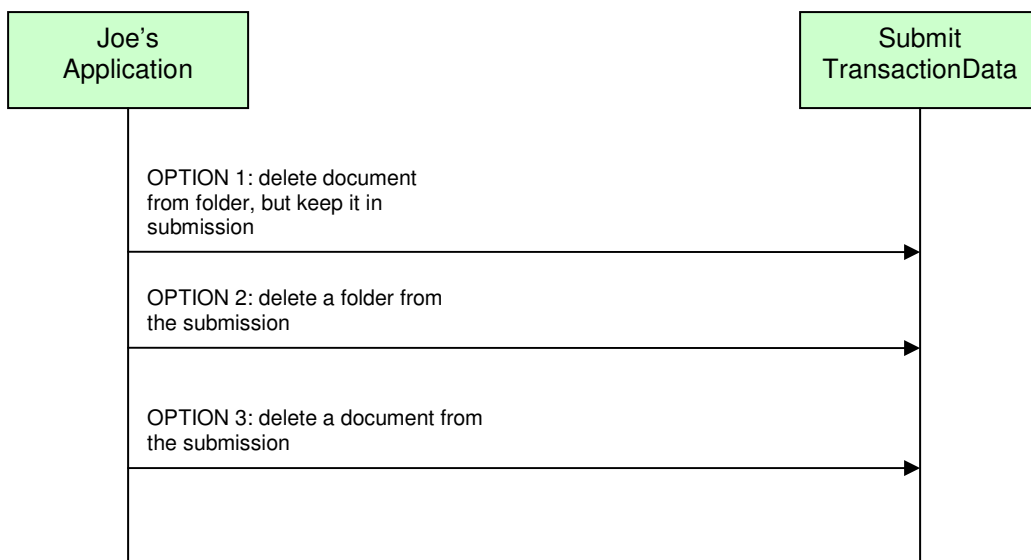 Joe's
Application
Submit
TransactionData
OPTION 1: delete document
from folder, but keep it in
submission
OPTION 2: delete a folder from
the submission
OPTION 3: delete a document from
the submission